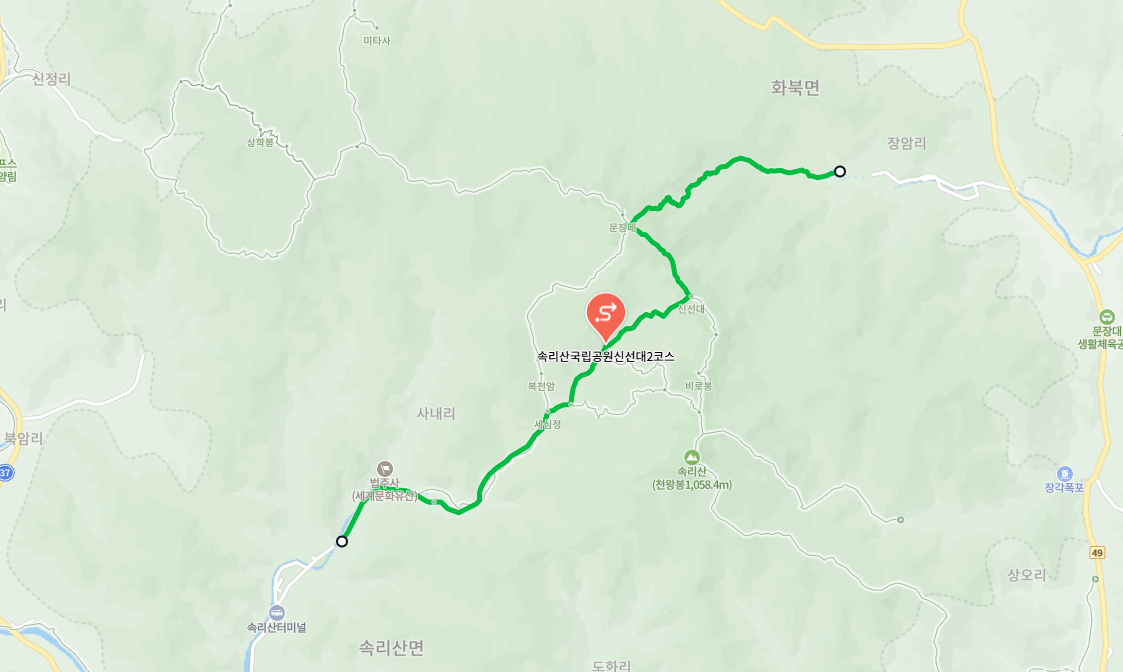 미타사
신정리
화북면
상학봉
장암리
프스
양림
문장대
리
신선대
문장대
생활체육공
속리산국립공원신선대2코스
복천암
비로봉
사내리
세심정
북암리
37
법주사
(세계문화유산)
속리산
(천왕봉1,058.4m)
장각폭포
49
상오리
속리산터미널
속리산면
도화리